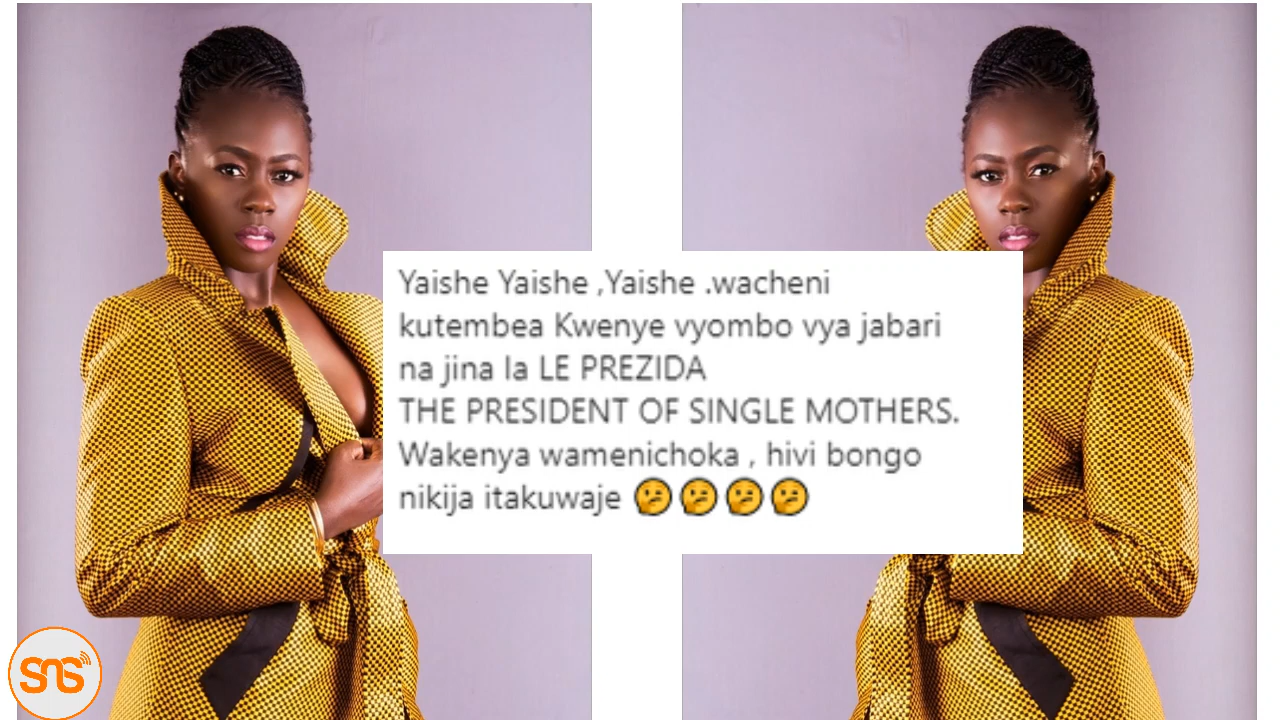 Yaishe Yaishe ,Yaishe .wacheni
kutembea Kwenye vyombo vya jabari
na jina la LE PREZIDA
THE PRESIDENT OF SINGLE MOTHERS.
Wakenya wamenichoka , hivi bongo
nikija itakuwaje 🤔🤔🤔🤔
SnS